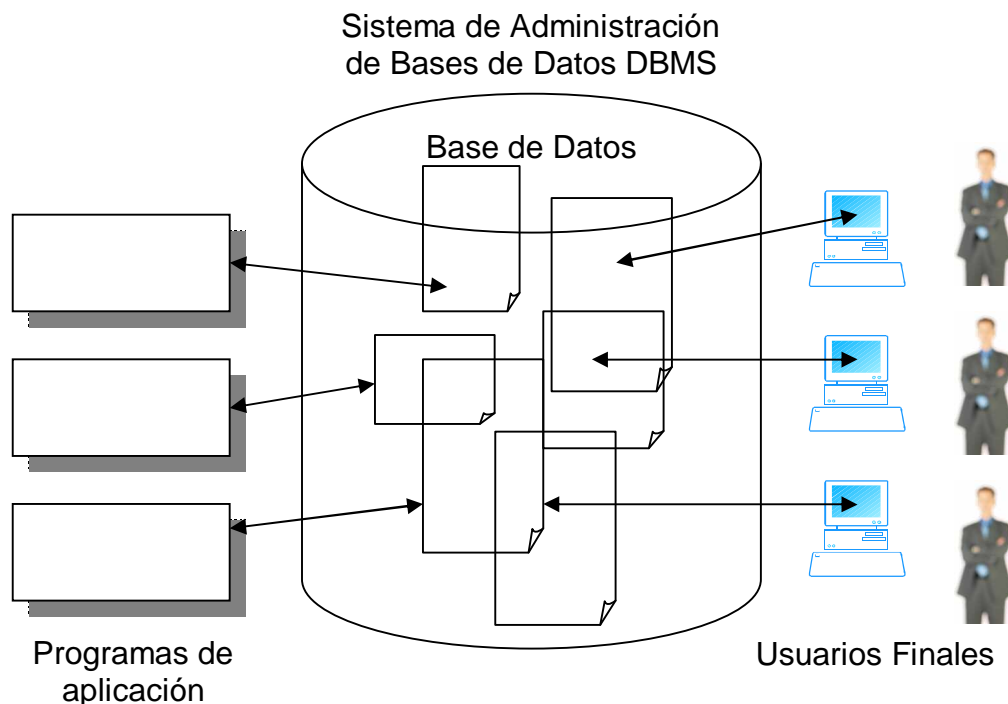 Sistema de Administración
de Bases de Datos DBMS
Base de Datos
Programas de
aplicación
Usuarios Finales